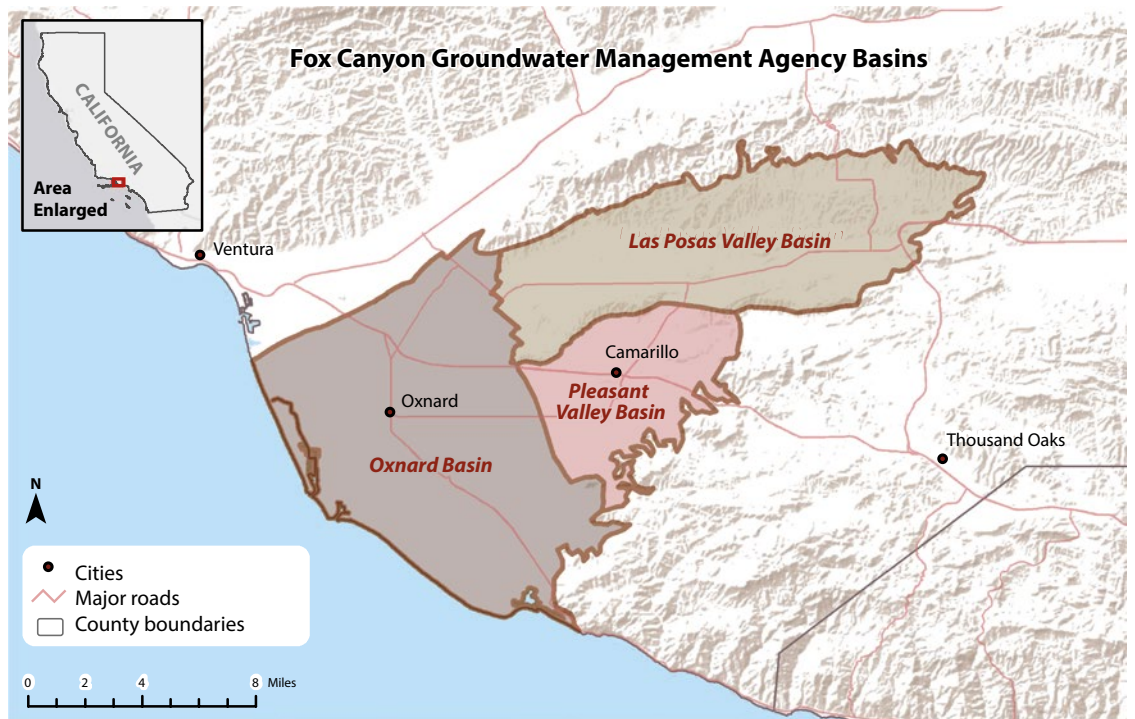 Fox Canyon Groundwater Management Agency Basins
CALIFORNIA
Area
Enlarged
Ventura
Las Posas Valley Basin
Camarillo
Pleasant
Valley Basin
Oxnard
Oxnard Basin
Thousand Oaks
N
Cities
Major roads
County boundaries
0 2 4 8 Miles